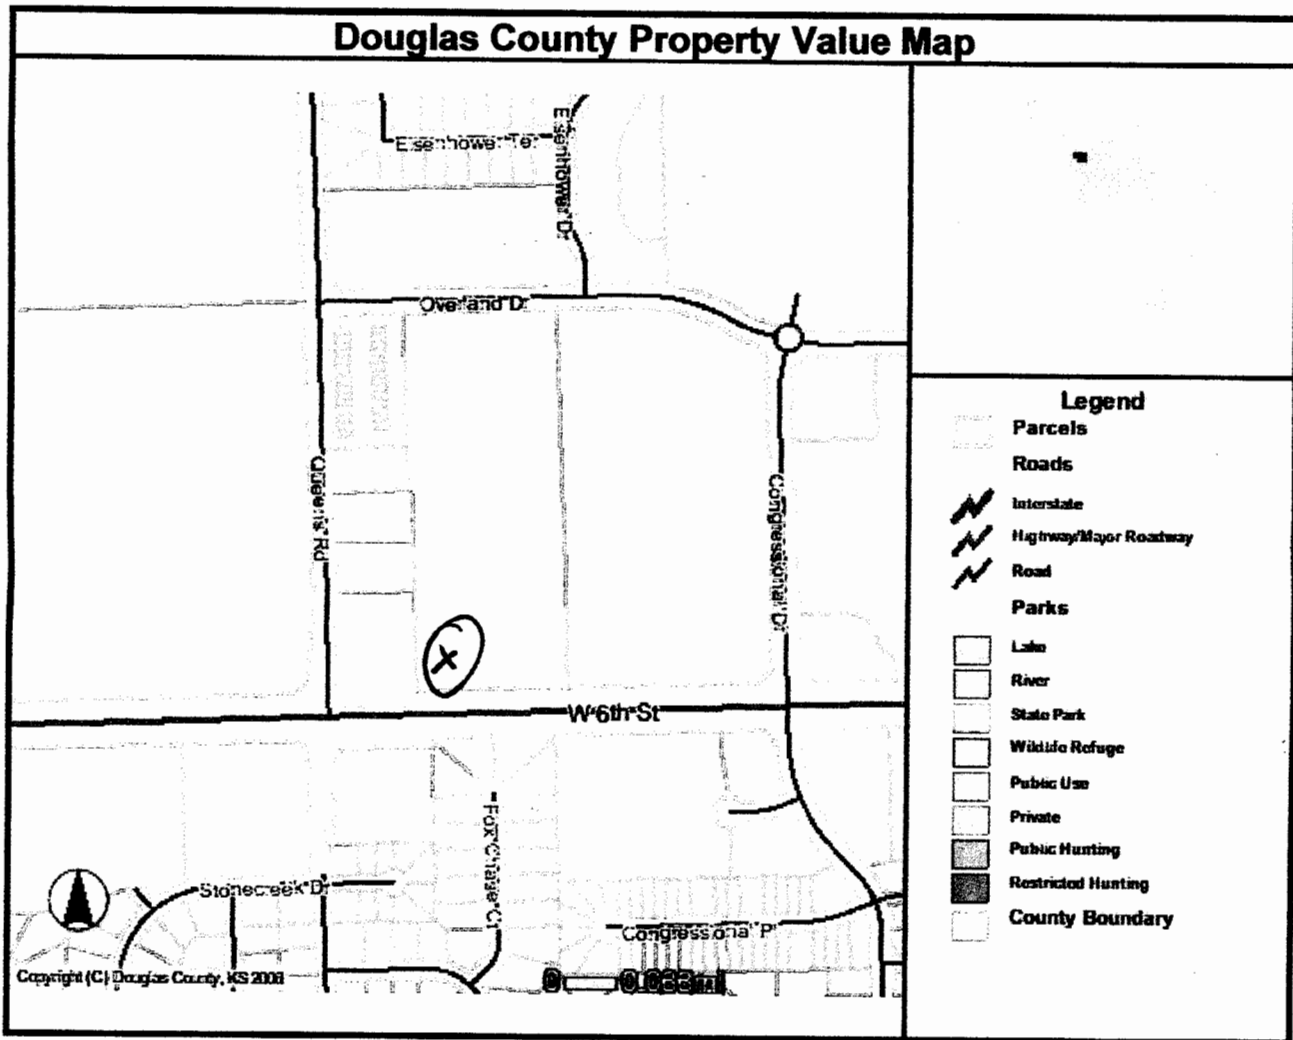 Douglas County Property Value Map
Eisenhower Ter
Eisenhower Dr
Overland Dr
Queens Rd
Congressional Dr
X
W 6th St
Fox Chase Ct
Stonecreek Dr
Congressional Pl
Copyright (C) Douglas County, KS 2008
Legend
Parcels
Roads
Interstate
Highway/Major Roadway
Road
Parks
Lake
River
State Park
Wildlife Refuge
Public Use
Private
Public Hunting
Restricted Hunting
County Boundary